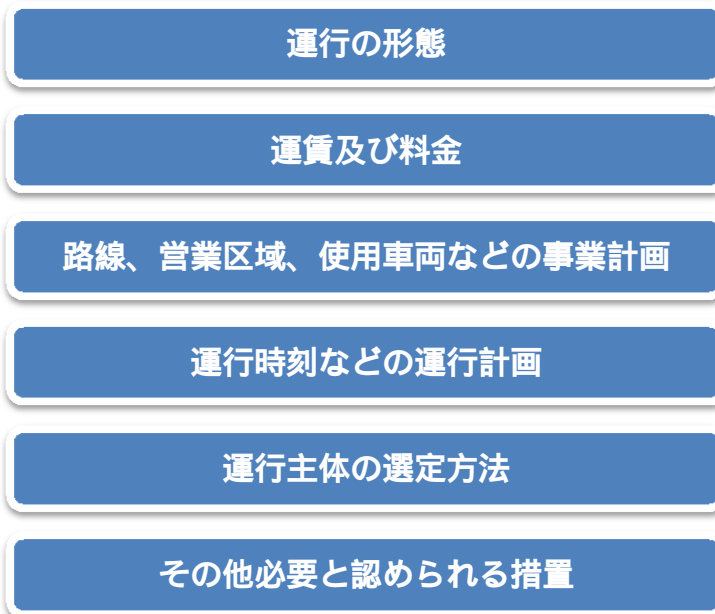 運行の形態
運賃及び料金
路線、営業区域、使用車両などの事業計画
運行時刻などの運行計画
運行主体の選定方法
その他必要と認められる措置